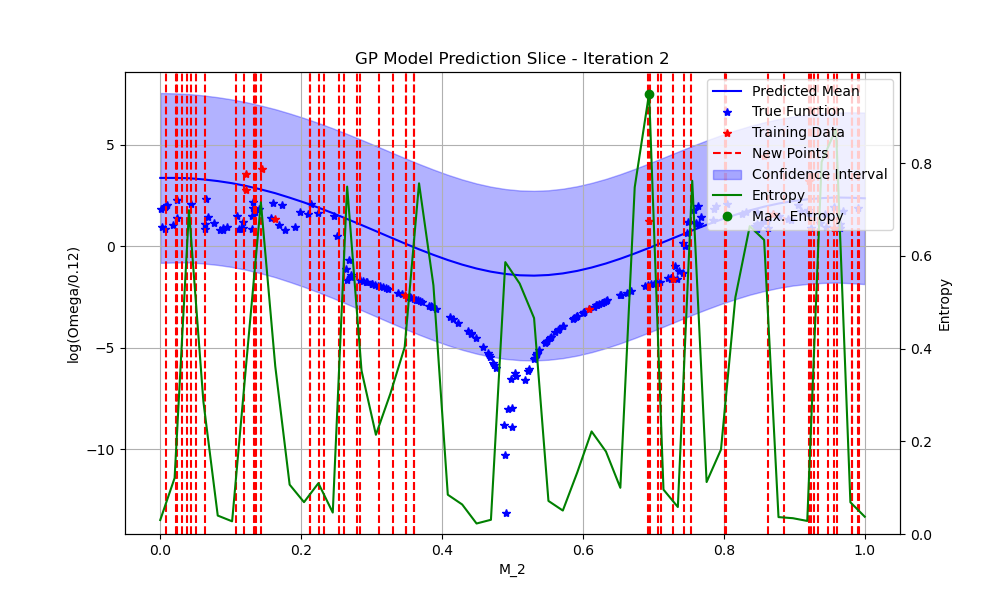 GP Model Prediction Slice - Iteration 2
Predicted Mean
True Function
Training Data
New Points
Confidence Interval
Entropy
Max. Entropy
log(Omega/0.12)
5
0
−5
−10
0.8
0.6
0.4
0.2
0.0
Entropy
0.0 0.2 0.4 0.6 0.8 1.0
M_2